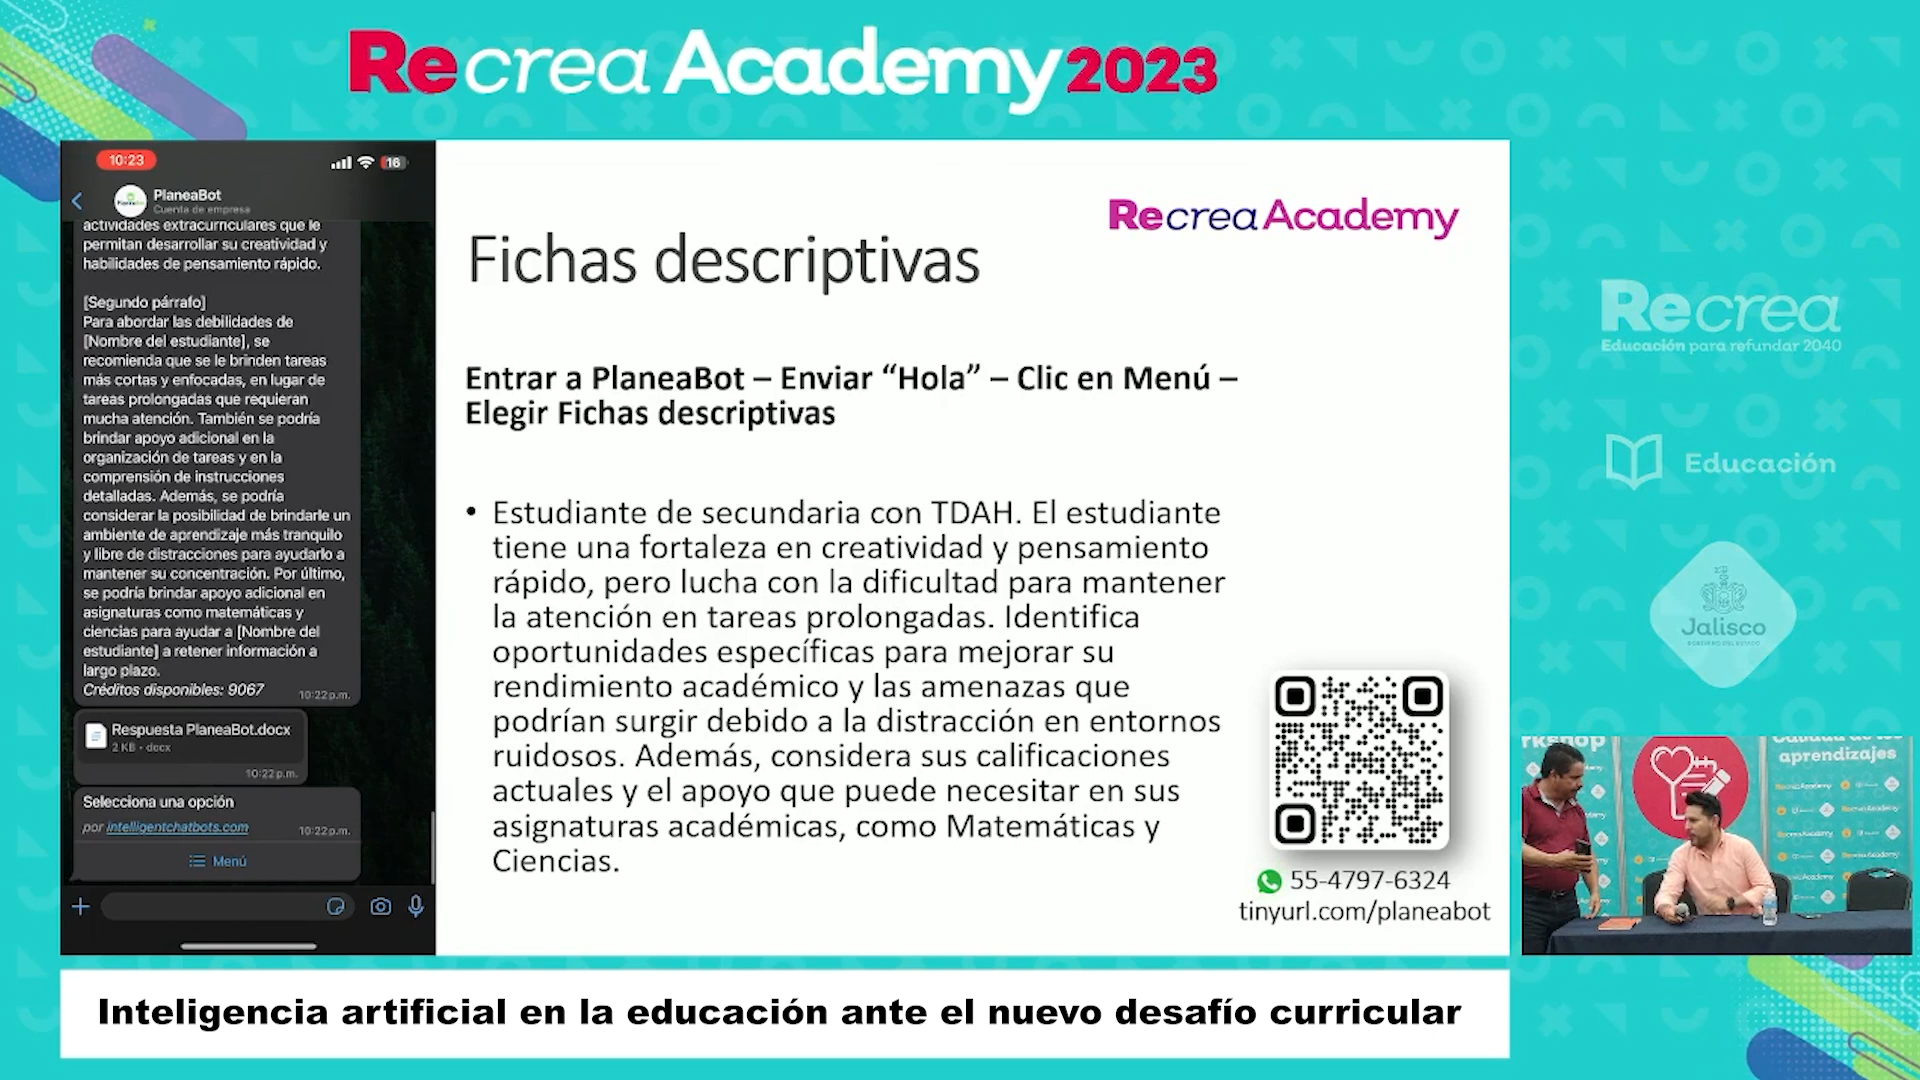 Recrea Academy 2023
10:23
16
PlaneaBot
Cuenta de empresa
actividades extracurriculares que le
permitan desarrollar su creatividad y
habilidades de pensamiento rápido.
[Segundo párrafo]
Para abordar las debilidades de
[Nombre del estudiante], se
recomienda que se le brinden tareas
más cortas y enfocadas, en lugar de
tareas prolongadas que requieran
mucha atención. También se podría
brindar apoyo adicional en la
organización de tareas y en la
comprensión de instrucciones
detalladas. Además, se podría
considerar la posibilidad de brindarle un
ambiente de aprendizaje más tranquilo
y libre de distracciones para ayudarlo a
mantener su concentración. Por último,
se podría brindar apoyo adicional en
asignaturas como matemáticas y
ciencias para ayudar a [Nombre del
estudiante] a retener información a
largo plazo.
Créditos disponibles: 9067
10:22 p.m.
Respuesta PlaneaBot.docx
2 KB • docx
10:22 p.m.
Selecciona una opción
por intelligentchatbots.com
10:22 p.m.
Menú
Recrea Academy
Fichas descriptivas
Entrar a PlaneaBot – Enviar “Hola” – Clic en Menú –
Elegir Fichas descriptivas
• Estudiante de secundaria con TDAH. El estudiante
tiene una fortaleza en creatividad y pensamiento
rápido, pero lucha con la dificultad para mantener
la atención en tareas prolongadas. Identifica
oportunidades específicas para mejorar su
rendimiento académico y las amenazas que
podrían surgir debido a la distracción en entornos
ruidosos. Además, considera sus calificaciones
actuales y el apoyo que puede necesitar en sus
asignaturas académicas, como Matemáticas y
Ciencias.
55-4797-6324
tinyurl.com/planeabot
Recrea
Educación para refundar 2040
Educación
Jalisco
GOBIERNO DEL ESTADO
aprendizajes
Inteligencia artificial en la educación ante el nuevo desafío curricular